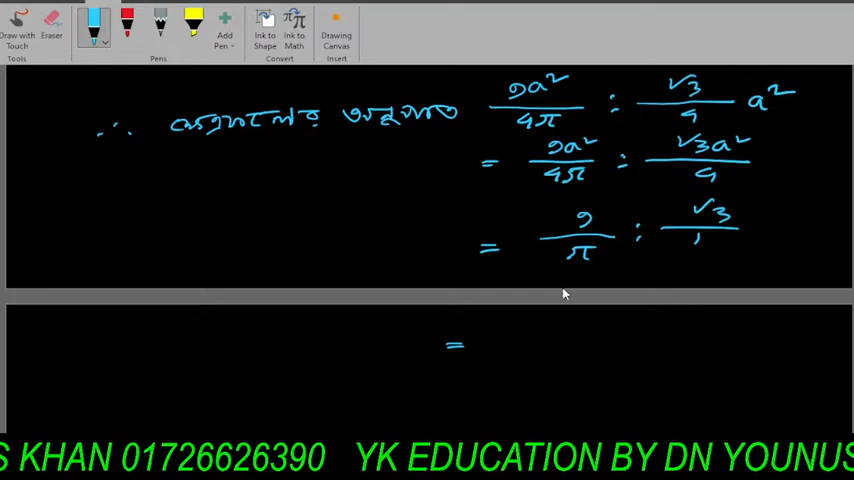 Draw with Touch
Eraser
Add Pen
Ink to Shape
Ink to Math
Drawing Canvas
Tools
Pens
Convert
Insert
∴ ক্ষেত্রফলের অনুপাত 9a²/4π : √3/4 a²
= 9a²/4π : √3a²/4
= 9/π : √3/1
=
S KHAN 01726626390 YK EDUCATION BY DN YOUNUS